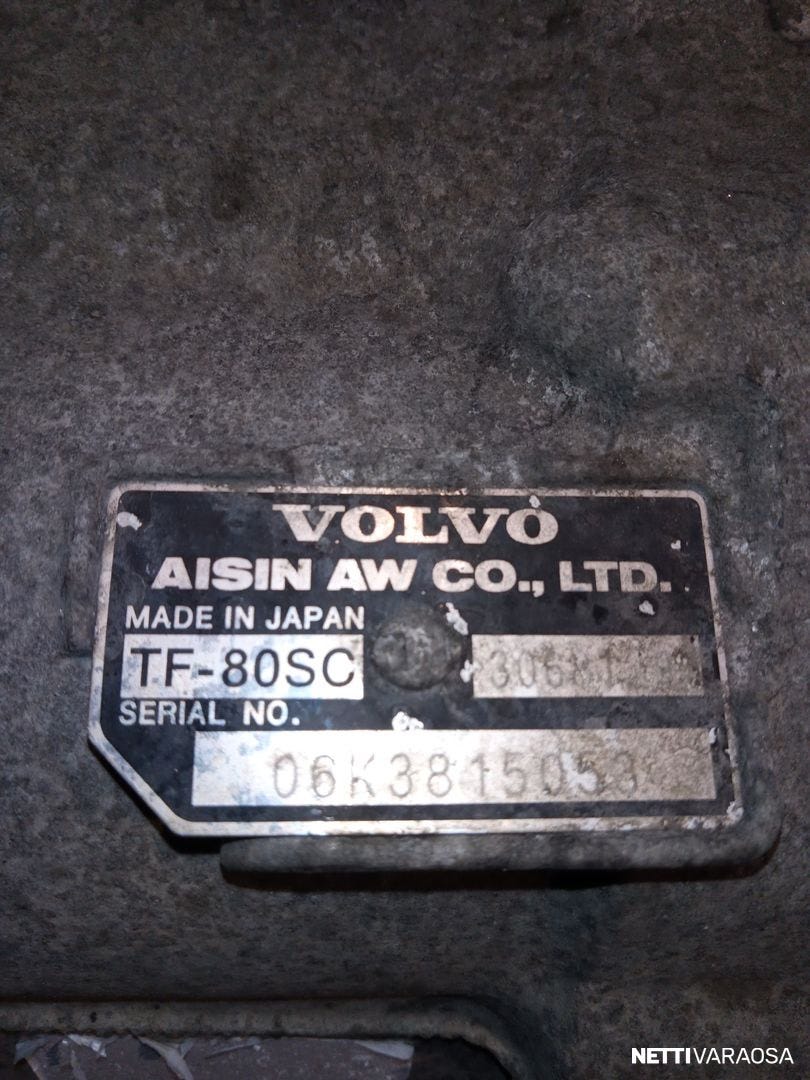 VOLVO
AISIN AW CO., LTD.
MADE IN JAPAN
TF-80SC
SERIAL NO.
06K3815053
NETTIVARAOSA